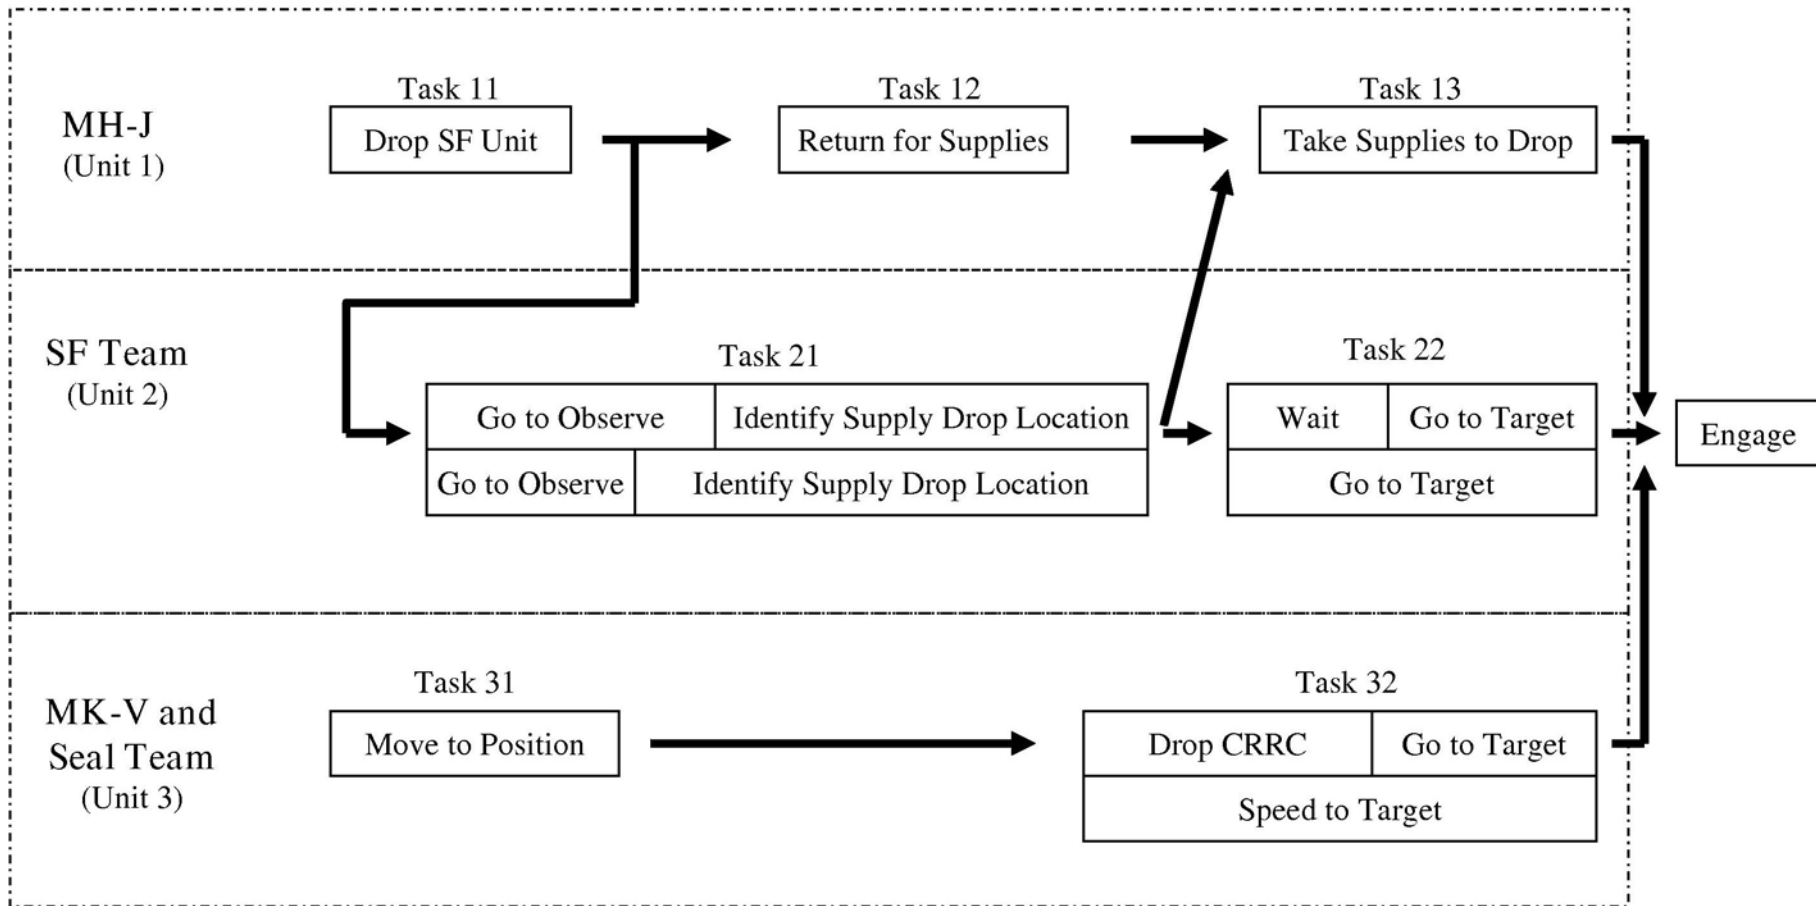 Task 11
Task 12
Task 13
MH-J
(Unit 1)
Drop SF Unit
Return for Supplies
Take Supplies to Drop
SF Team
(Unit 2)
Task 21
Task 22
Go to Observe
Identify Supply Drop Location
Wait
Go to Target
Go to Observe
Identify Supply Drop Location
Go to Target
Engage
MK-V and
Seal Team
(Unit 3)
Task 31
Task 32
Move to Position
Drop CRRC
Go to Target
Speed to Target